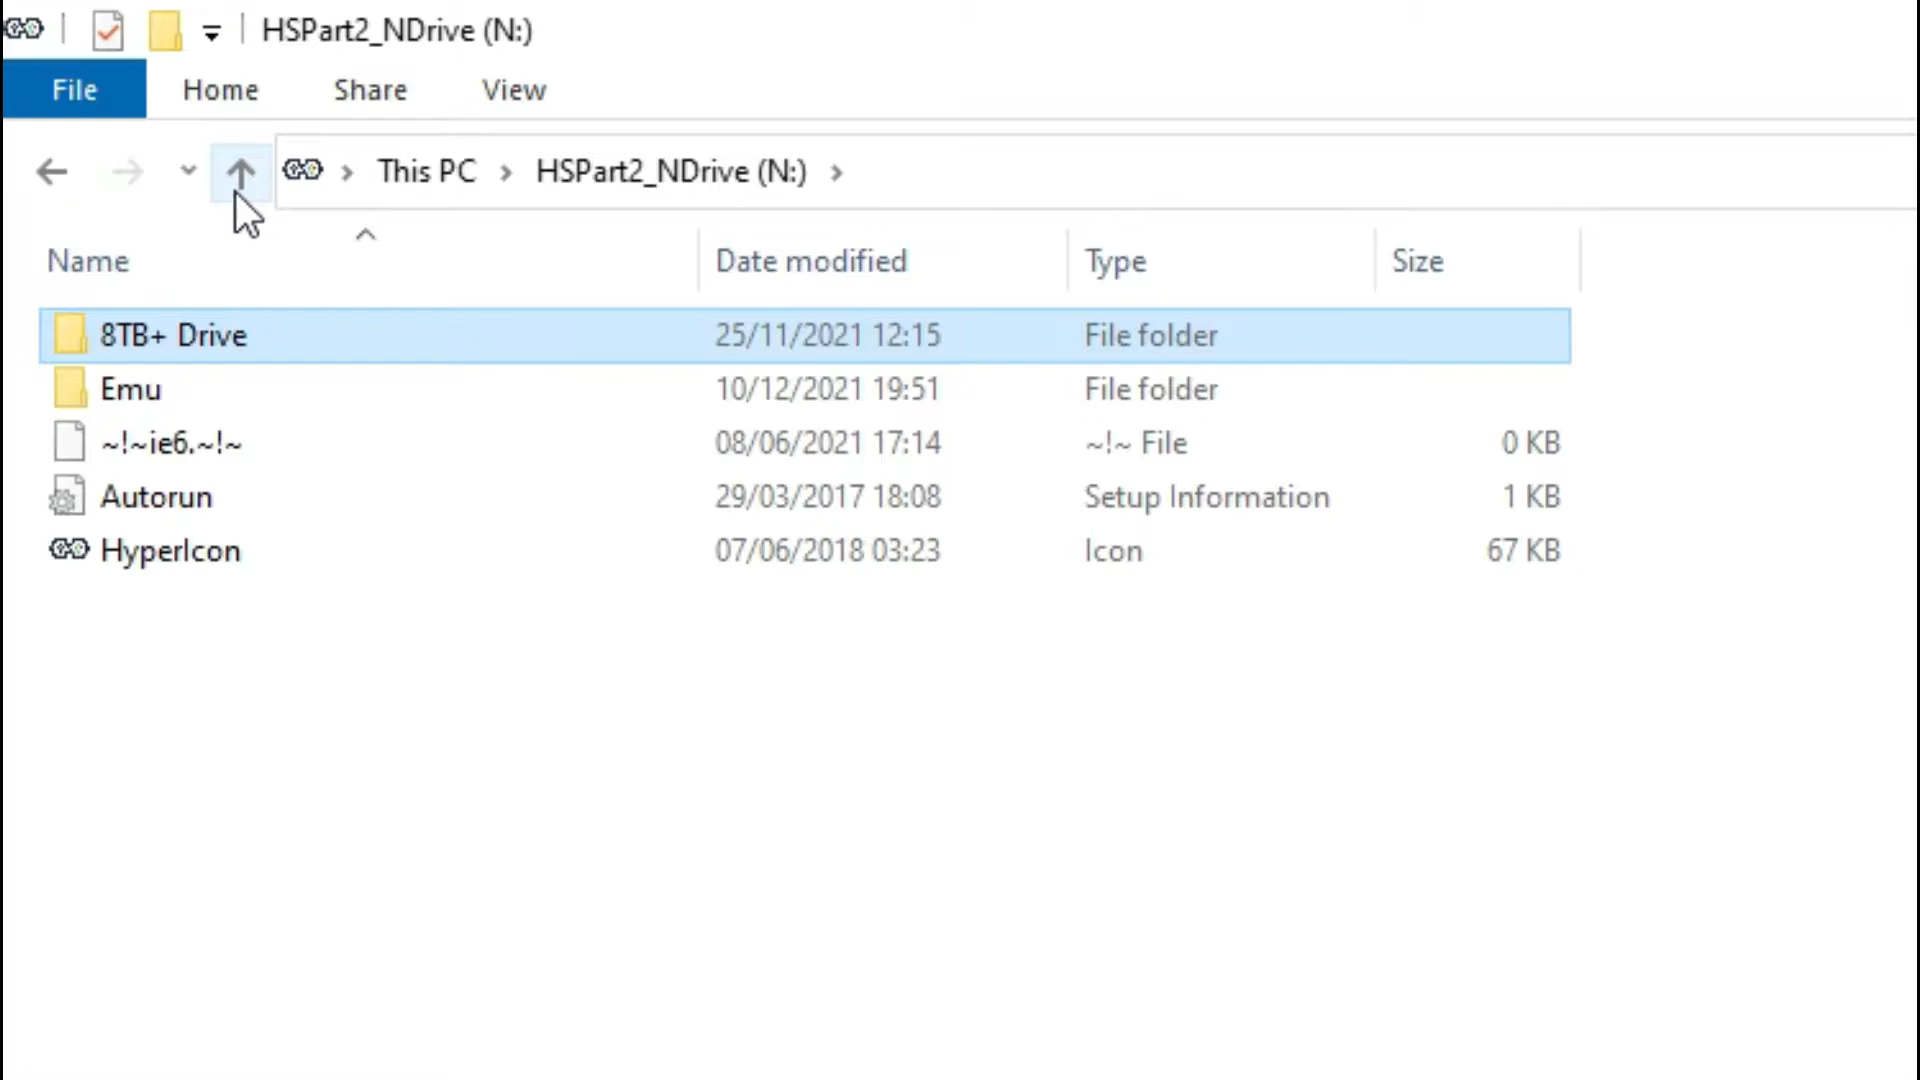 HSPart2_NDrive (N:)
File Home Share View
This PC HSPart2_NDrive (N:)
Name Date modified Type Size
8TB+ Drive 25/11/2021 12:15 File folder
Emu 10/12/2021 19:51 File folder
~!~ie6.~!~ 08/06/2021 17:14 ~!~ File 0 KB
Autorun 29/03/2017 18:08 Setup Information 1 KB
HyperIcon 07/06/2018 03:23 Icon 67 KB